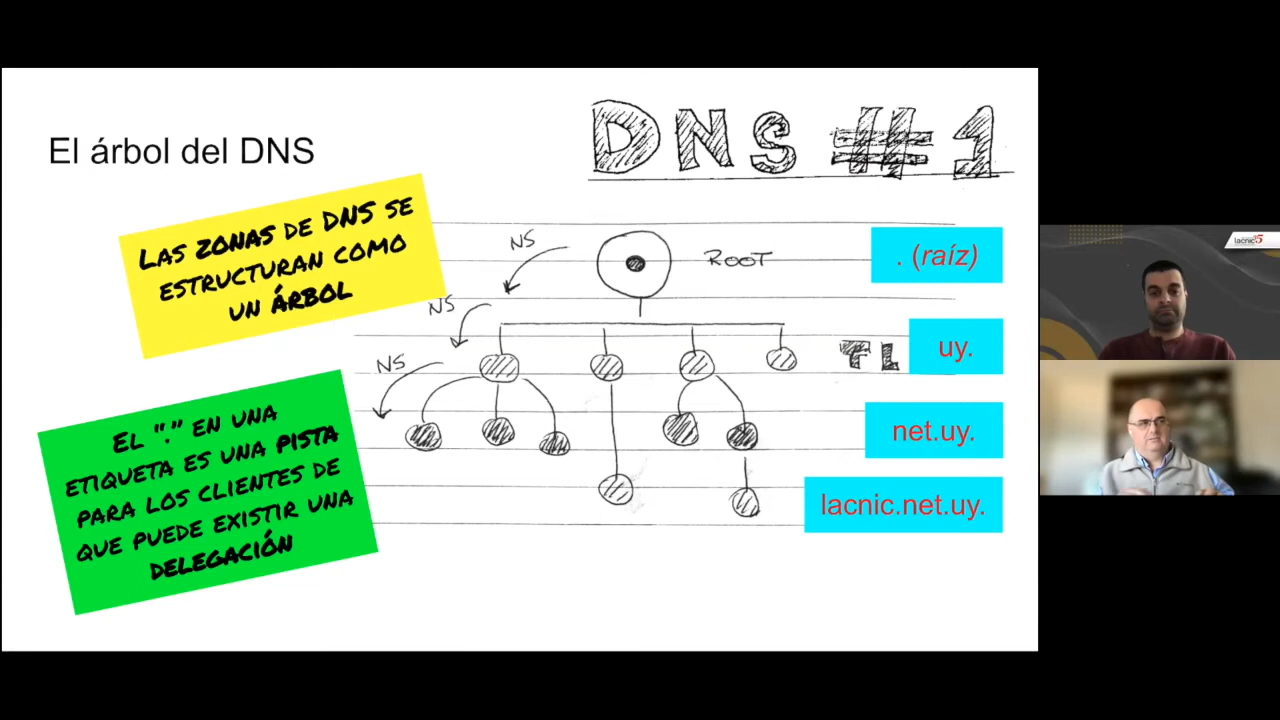 DNS #1
El árbol del DNS
LAS ZONAS DE DNS SE
ESTRUCTURAN COMO
UN ÁRBOL
NS
ROOT
. (raíz)
NS
uy.
TL
NS
EL "." EN UNA
ETIQUETA ES UNA PISTA
PARA LOS CLIENTES DE
QUE PUEDE EXISTIR UNA
DELEGACIÓN
net.uy.
lacnic.net.uy.
lacnic